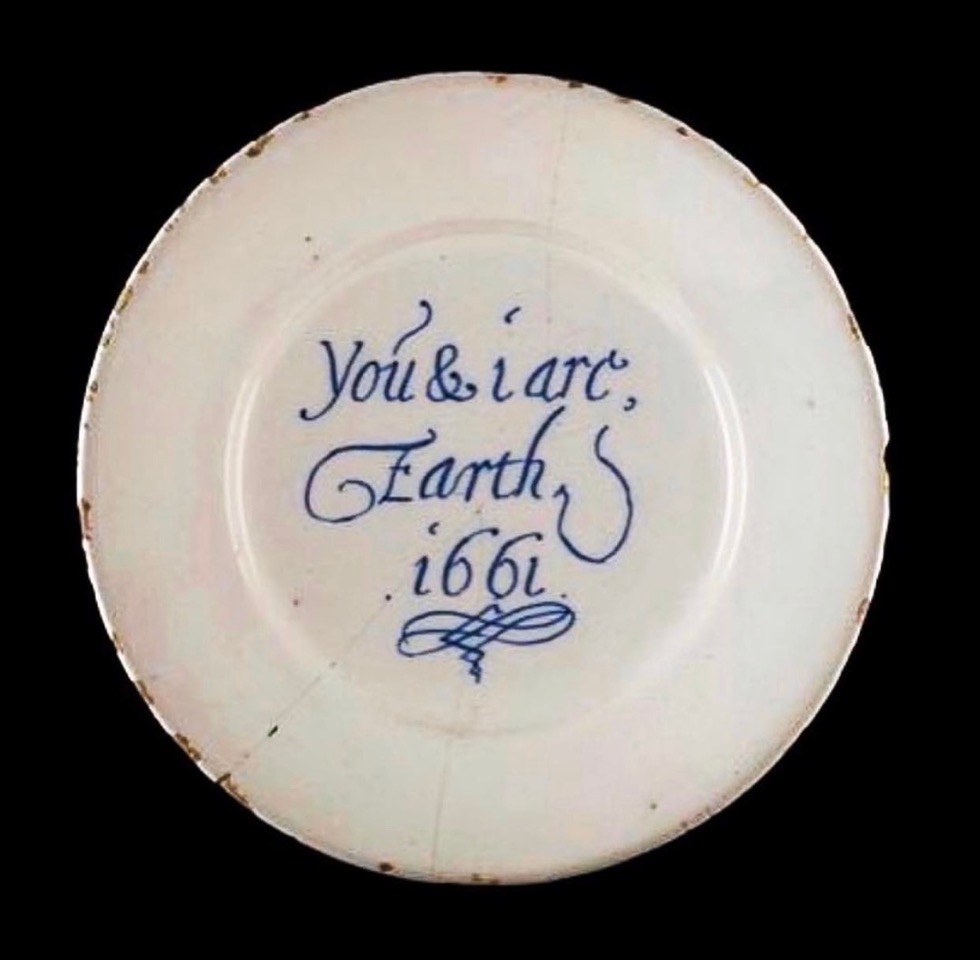 You & i are,
Earth,
1661.